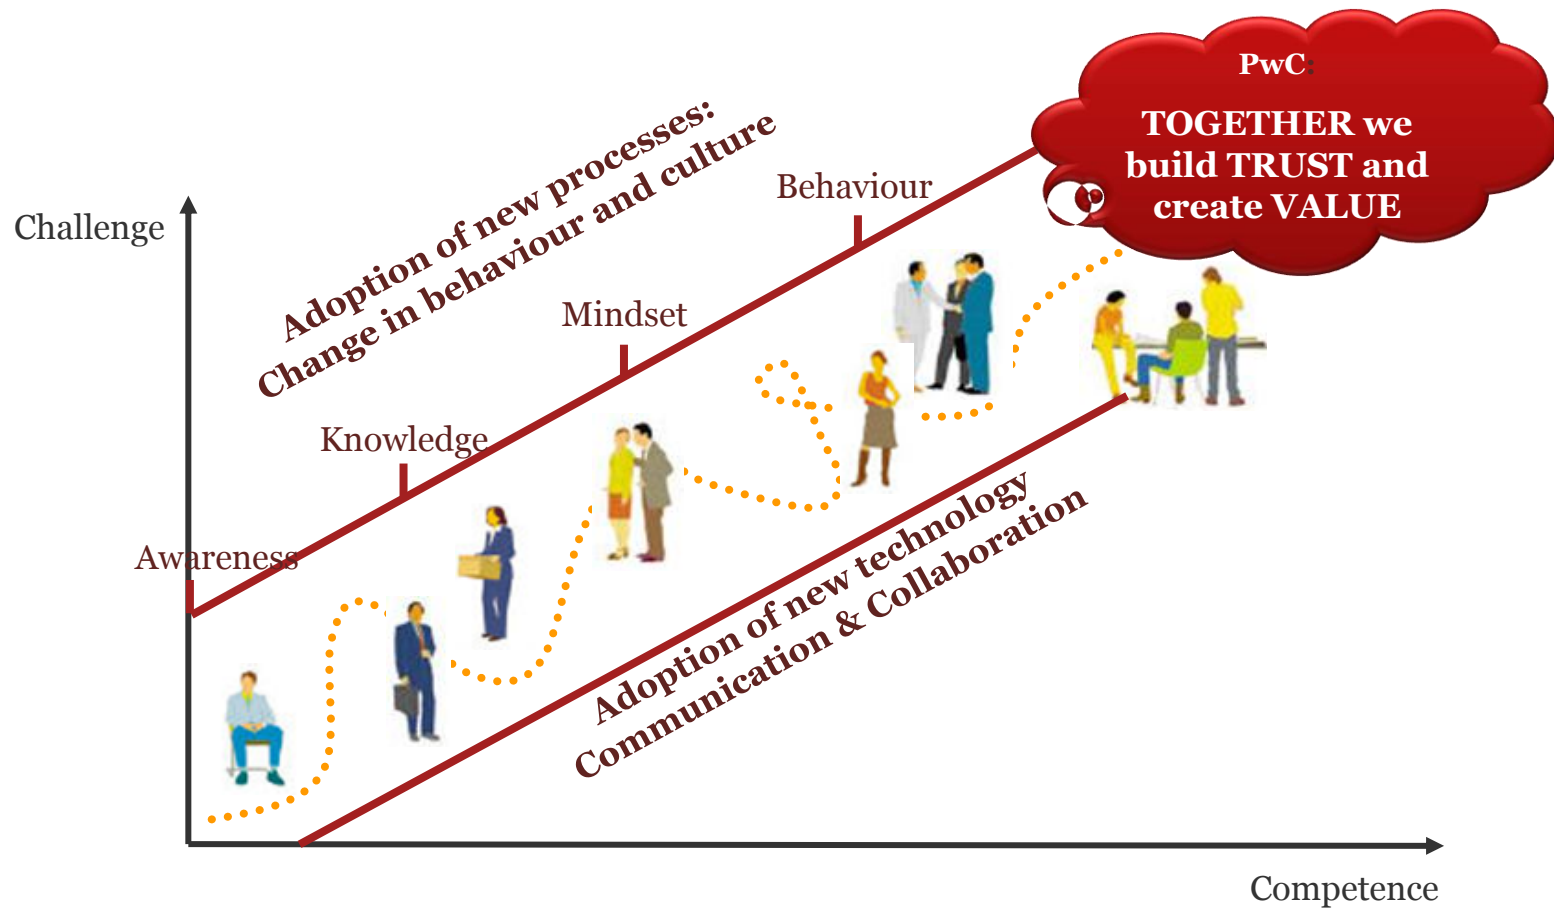 PwC:
TOGETHER we
build TRUST and
create VALUE
Adoption of new processes:
Change in behaviour and culture
Challenge
Behaviour
Mindset
Knowledge
Awareness
Adoption of new technology
Communication & Collaboration
Competence